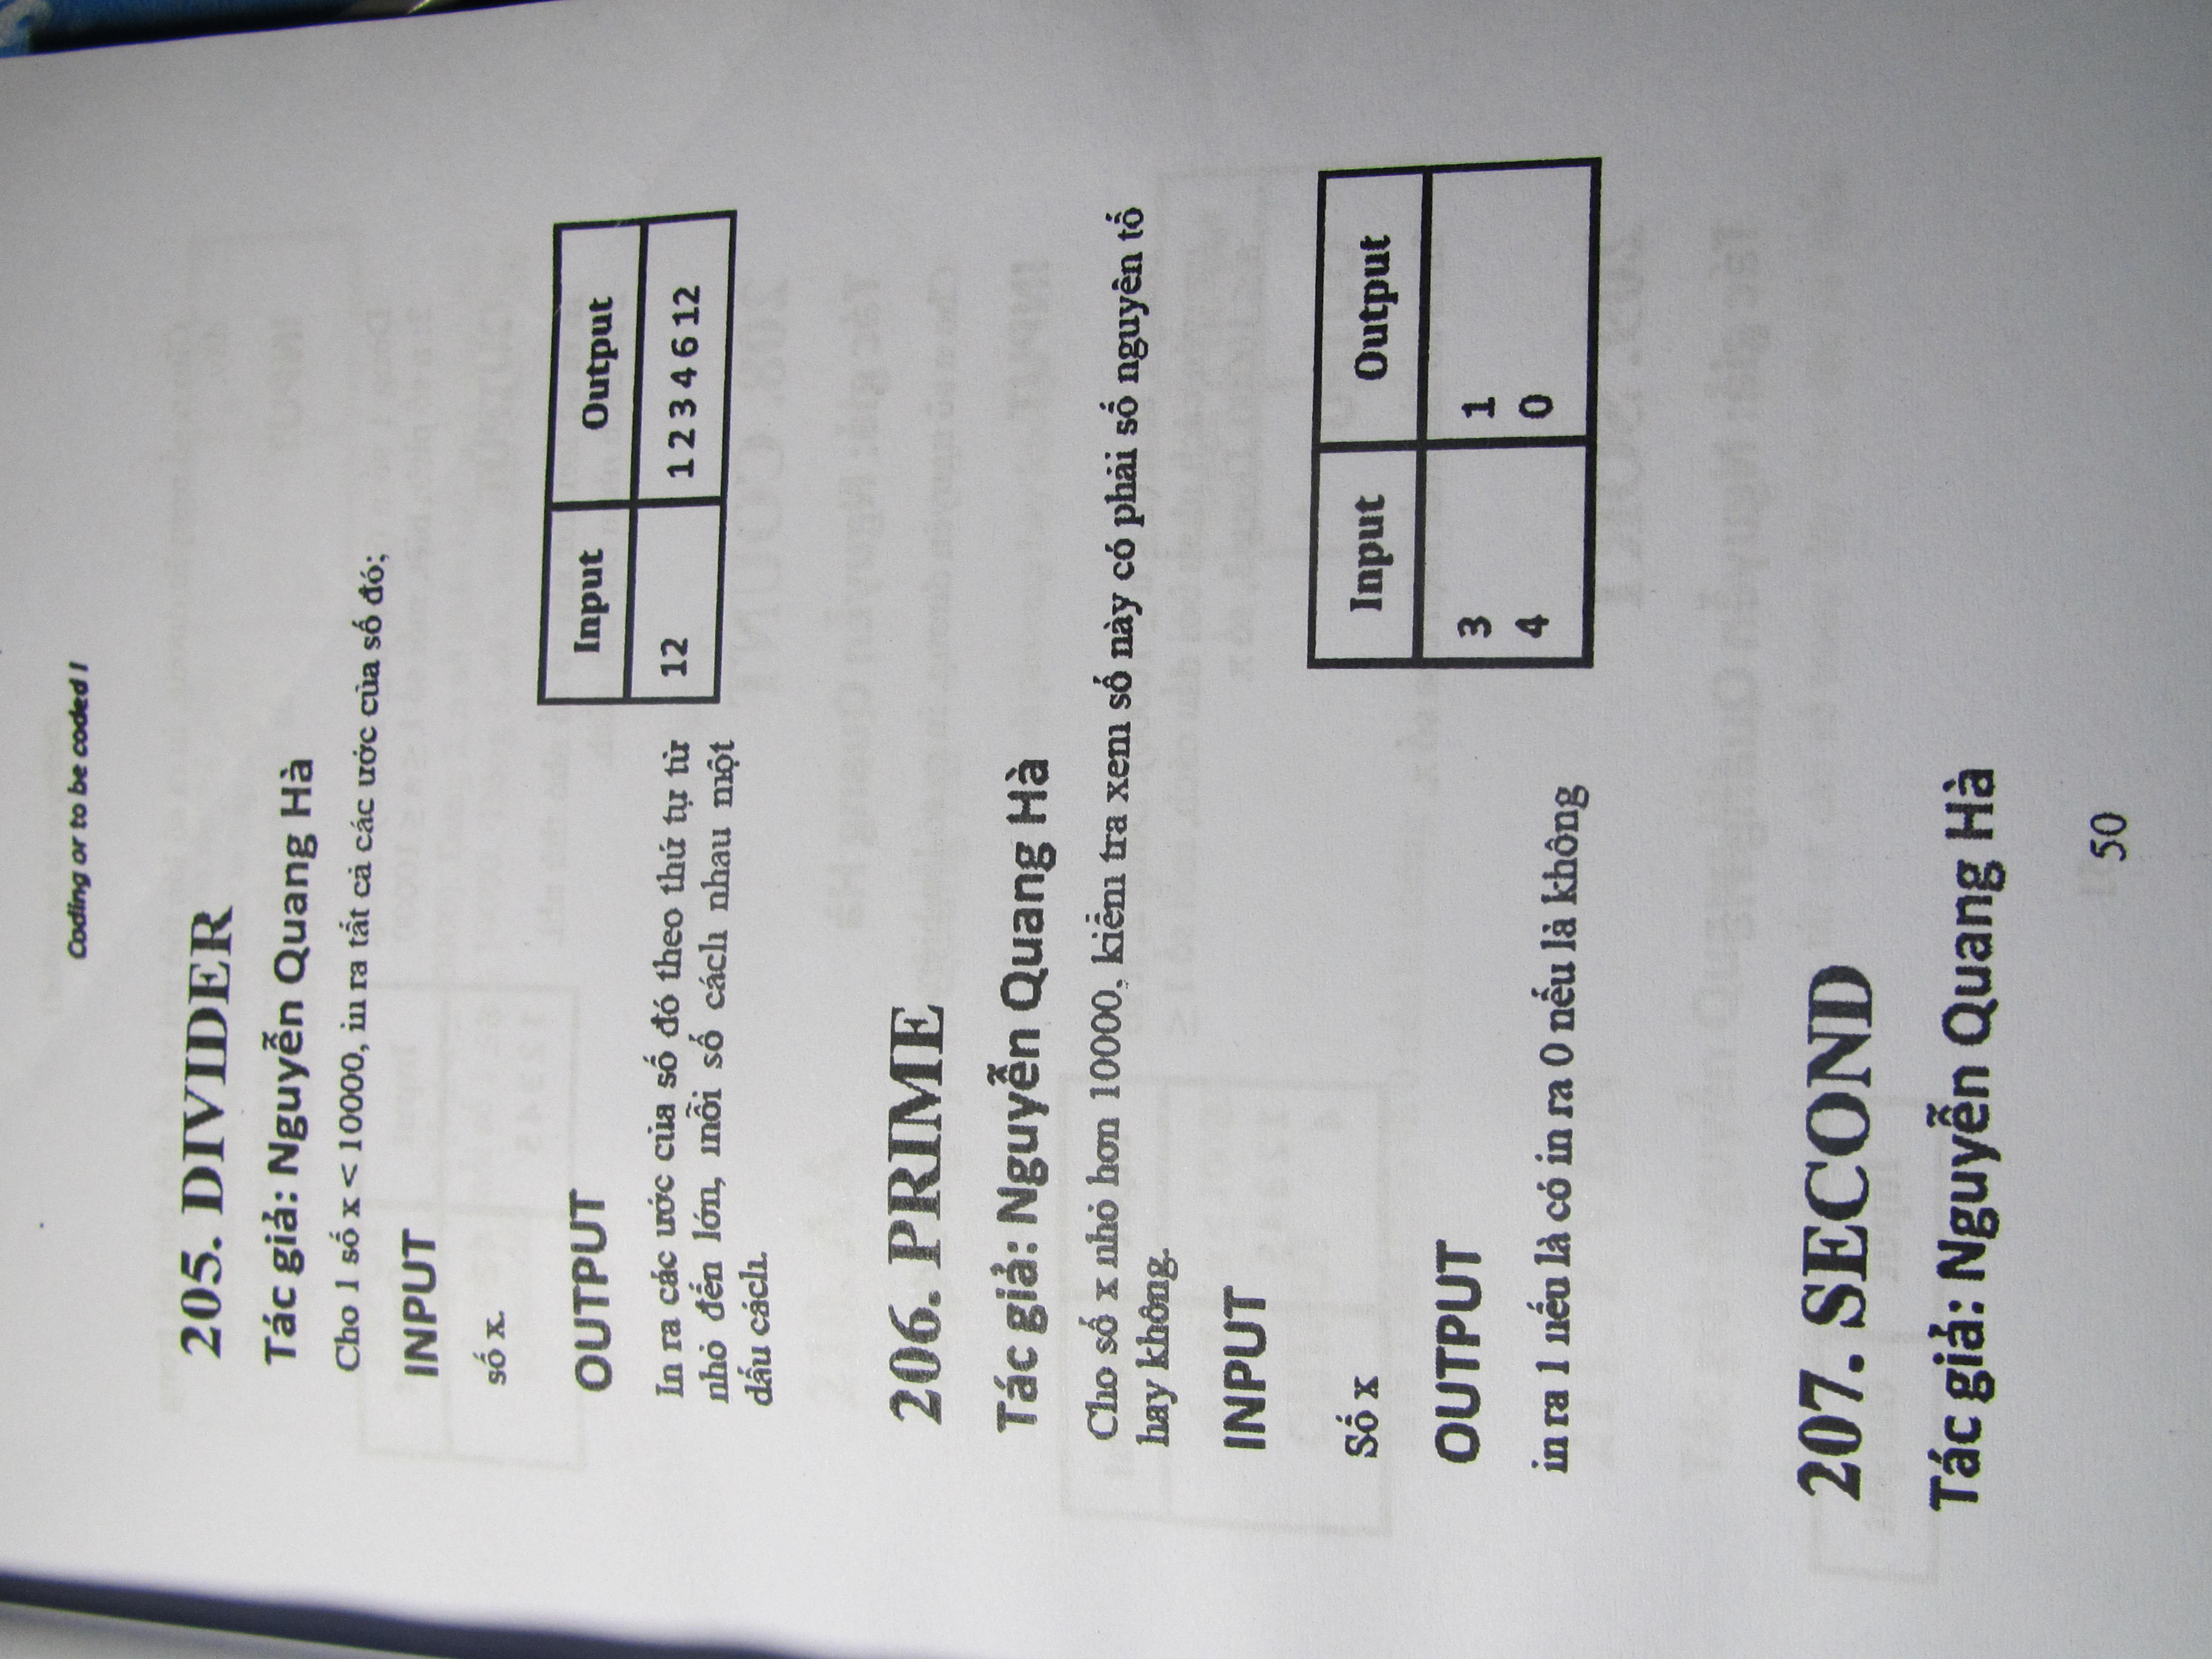 Coding or to be coded !
205. DIVIDER
Tác giả: Nguyễn Quang Hà
Cho 1 số x < 10000, in ra tất cả các ước của số đó;
INPUT
số x.
OUTPUT
In ra các ước của số đó theo thứ tự từ
nhỏ đến lớn, mỗi số cách nhau một
dấu cách.
Input Output
12 1 2 3 4 6 12
206. PRIME
Tác giả: Nguyễn Quang Hà
Cho số x nhỏ hơn 10000, kiểm tra xem số này có phải số nguyên tố
hay không.
INPUT
Số x
OUTPUT
in ra 1 nếu là có in ra 0 nếu là không
Input Output
3 1
4 0
207. SECOND
Tác giả: Nguyễn Quang Hà
50